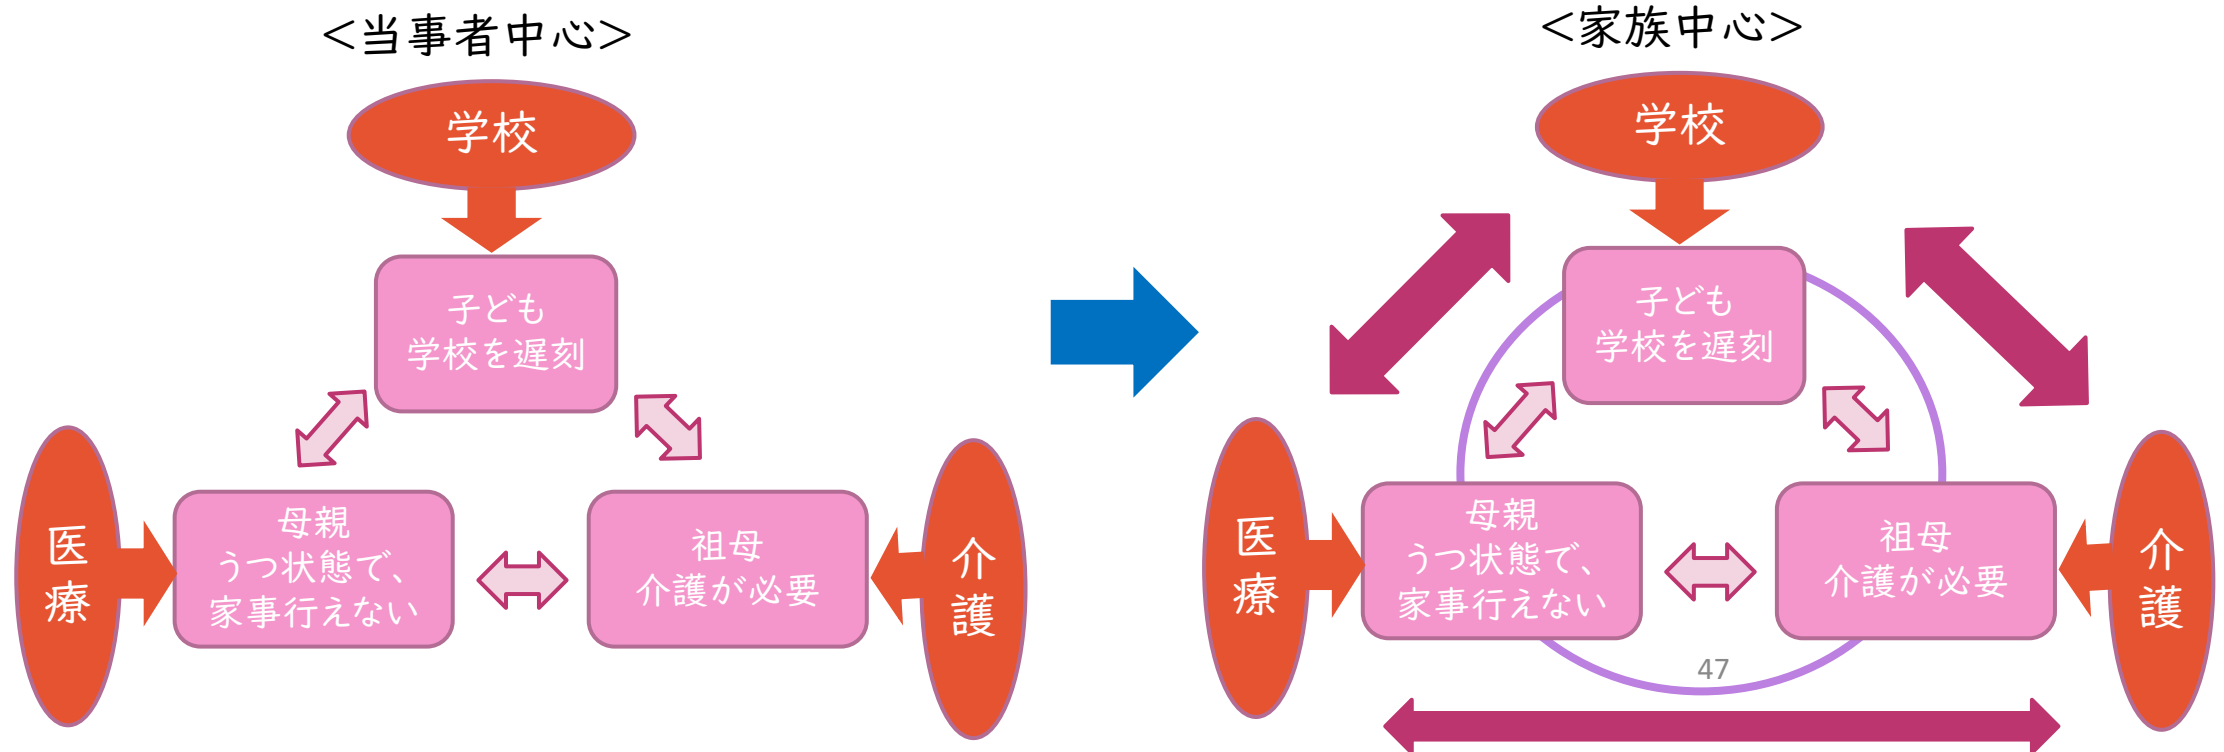 <当事者中心>
学校
子ども
学校を遅刻
医療
母親
うつ状態で、
家事行えない
祖母
介護が必要
介護
<家族中心>
学校
子ども
学校を遅刻
医療
母親
うつ状態で、
家事行えない
祖母
介護が必要
介護
47